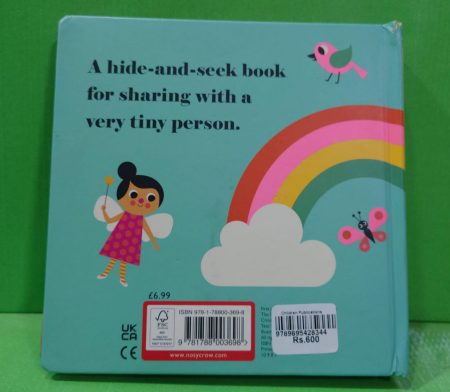 A hide-and-seek book
for sharing with a
very tiny person.
£6.99
ISBN 978-1-78800-369-8
FSC
9 781788 003698 >
www.nosycrow.com
UK
CA
CE
Children Publications
9789695428344
Rs.600